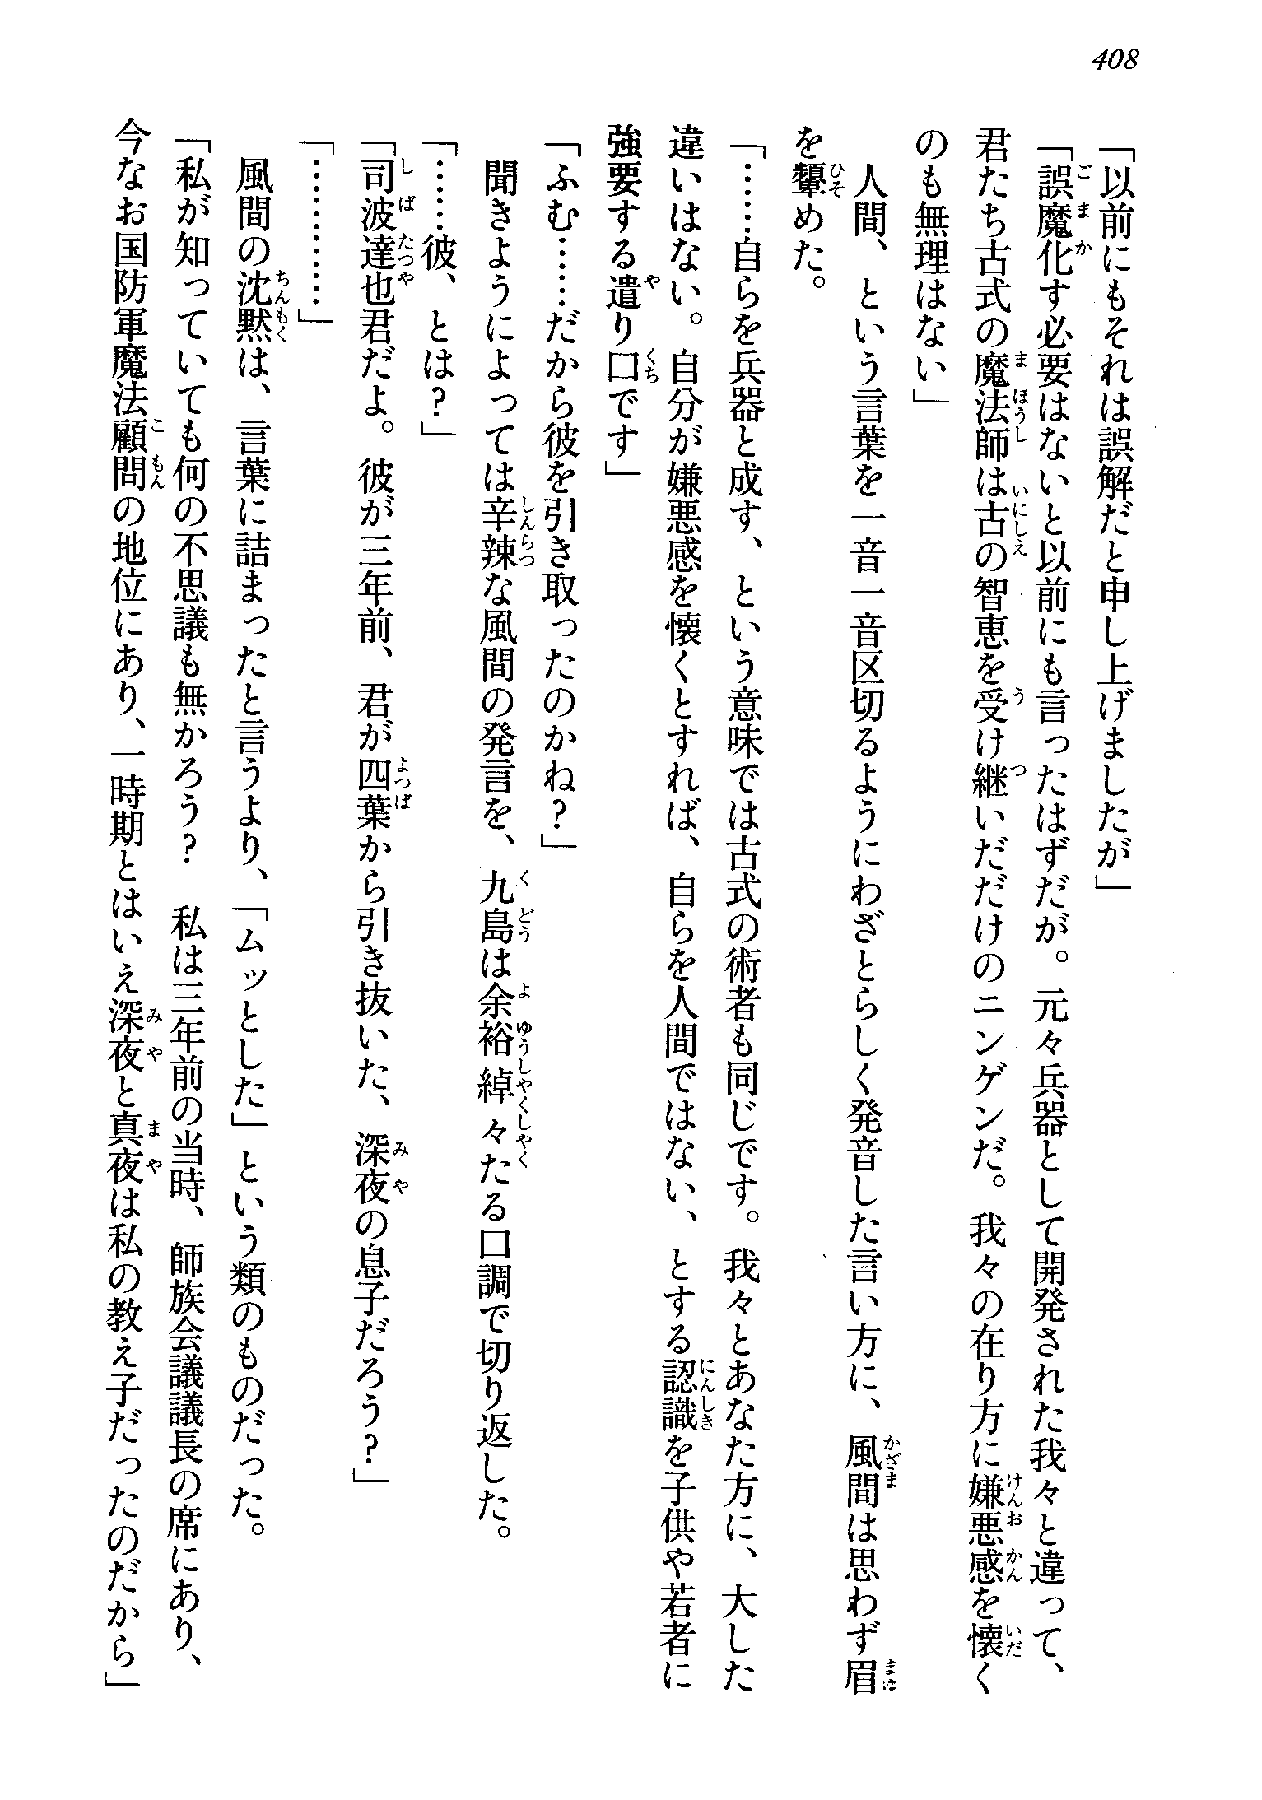 408
「以前にもそれは誤解だと申し上げましたが」
「誤魔化す必要はないと以前にも言ったはずだが。元々兵器として開発された我々と違って、
君たち古式の魔法師は古の智恵を受け継いだだけのニンゲンだ。我々の在り方に嫌悪感を懐く
のも無理はない」
人間、という言葉を一音一音区切るようにわざとらしく発音した言い方に、風間は思わず眉
を顰めた。
「……自らを兵器と成す、という意味では古式の術者も同じです。我々とあなた方に、大した
違いはない。自分が嫌悪感を懐くとすれば、自らを人間ではない、とする認識を子供や若者に
強要する遣り口です」
「ふむ……だから彼を引き取ったのかね？」
聞きようによっては辛辣な風間の発言を、九島は余裕綽々たる口調で切り返した。
「……彼、とは？」
「司波達也君だよ。彼が三年前、君が四葉から引き抜いた、深夜の息子だろう？」
「…………」
風間の沈黙は、言葉に詰まったと言うより、「ムッとした」という類のものだった。
「私が知っていても何の不思議も無かろう？　私は三年前の当時、師族会議議長の席にあり、
今なお国防軍魔法顧問の地位にあり、一時期とはいえ深夜と真夜は私の教え子だったのだから」